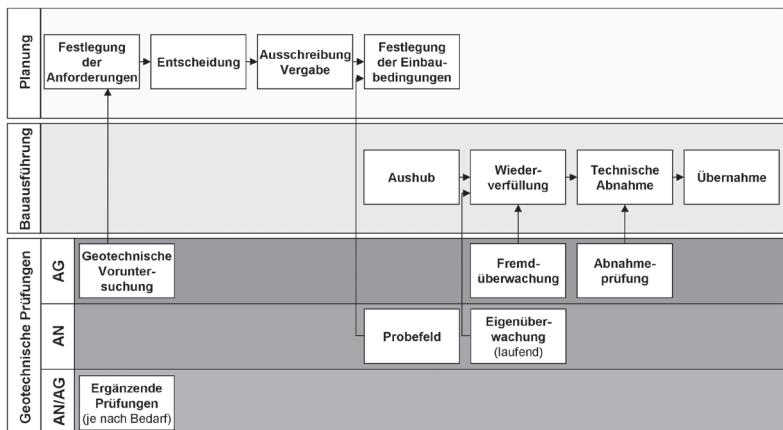 Planung
Festlegung
der
Anforderungen
Entscheidung
Ausschreibung
Vergabe
Festlegung
der Einbau-
bedingungen
Bauausführung
Aushub
Wieder-
verfüllung
Technische
Abnahme
Übernahme
Geotechnische Prüfungen
AG
Geotechnische
Vorunter-
suchung
Fremd-
überwachung
Abnahme-
prüfung
AN
Probefeld
Eigenüber-
wachung
(laufend)
AN/AG
Ergänzende
Prüfungen
(je nach Bedarf)